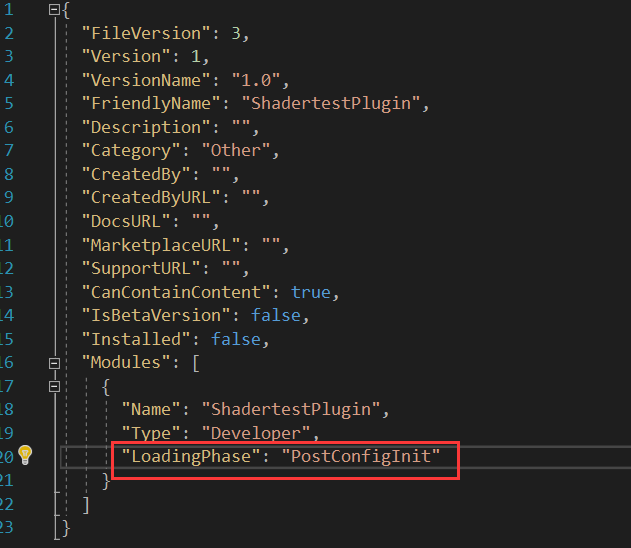 1 {
2 "FileVersion": 3,
3 "Version": 1,
4 "VersionName": "1.0",
5 "FriendlyName": "ShadertestPlugin",
6 "Description": "",
7 "Category": "Other",
8 "CreatedBy": "",
9 "CreatedByURL": "",
10 "DocsURL": "",
11 "MarketplaceURL": "",
12 "SupportURL": "",
13 "CanContainContent": true,
14 "IsBetaVersion": false,
15 "Installed": false,
16 "Modules": [
17 {
18 "Name": "ShadertestPlugin",
19 "Type": "Developer",
20 "LoadingPhase": "PostConfigInit"
21 }
22 ]
23 }